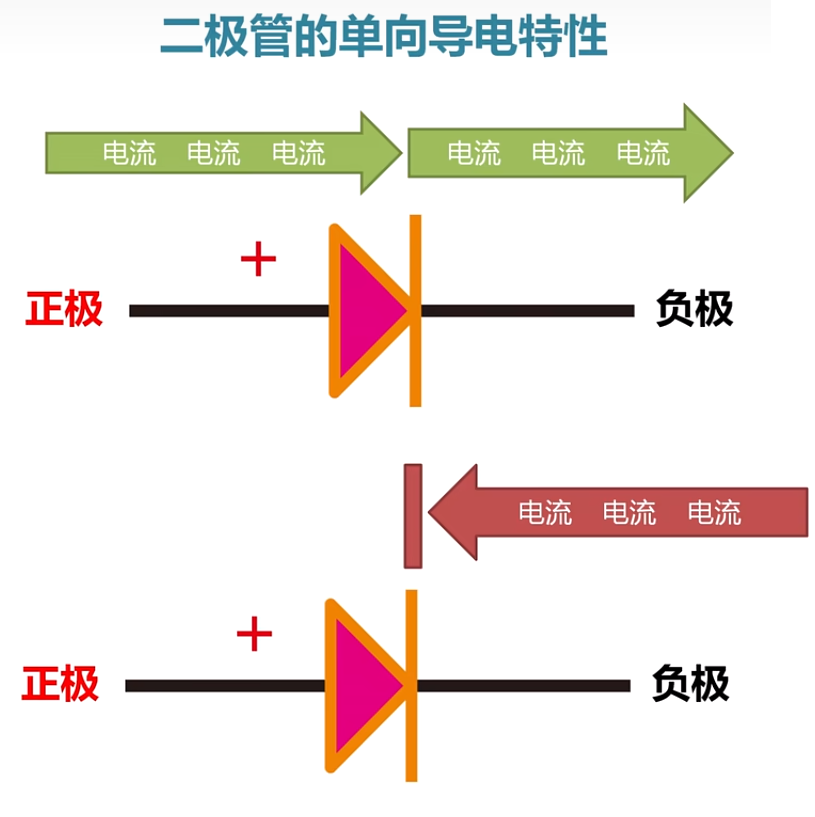 二极管的单向导电特性
电流 电流 电流 电流 电流 电流
+
正极 负极
电流 电流 电流
+
正极 负极